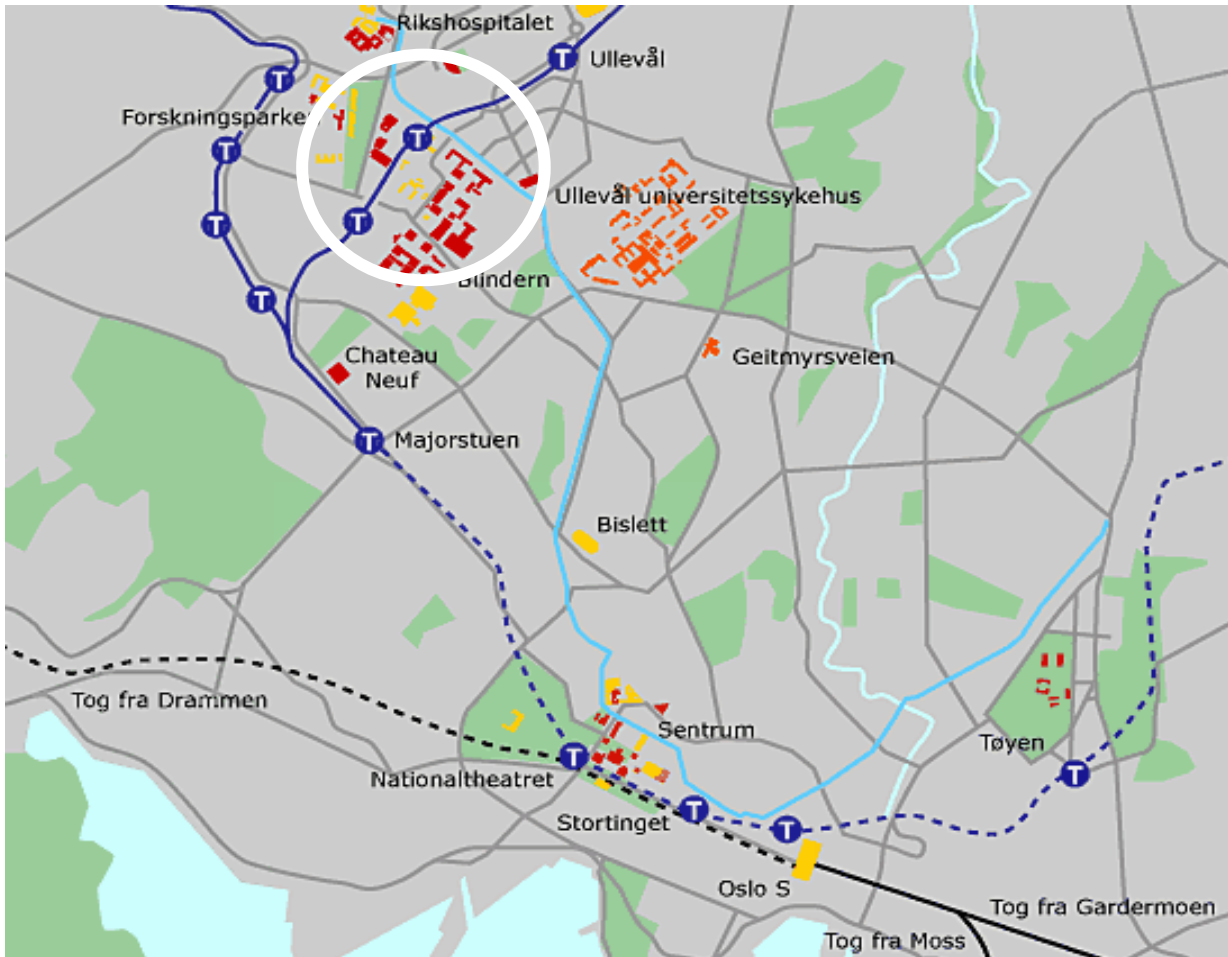 Rikshospitalet
T
Ullevål
T
Forskningsparke
T
T
Ullevål universitetssykehus
T
T
Blindern
T
Geitmyrsveien
Chateau
Neuf
T
Majorstuen
Bislett
Tog fra Drammen
Sentrum
Tøyen
T
Nationaltheatret
T
T
Stortinget
T
Oslo S
Tog fra Gardermoen
Tog fra Moss